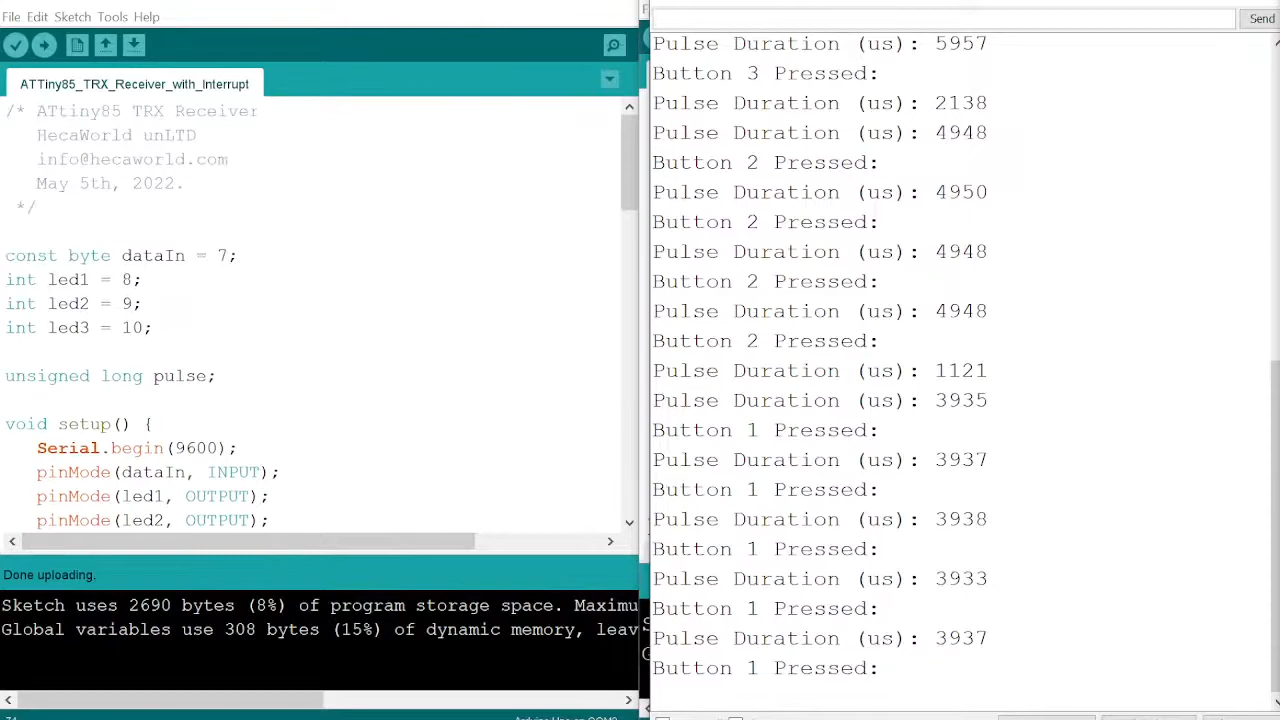 File Edit Sketch Tools Help
ATTiny85_TRX_Receiver_with_Interrupt
/* ATtiny85 TRX Receiver
HecaWorld unLTD
info@hecaworld.com
May 5th, 2022.
*/
const byte dataIn = 7;
int led1 = 8;
int led2 = 9;
int led3 = 10;
unsigned long pulse;
void setup() {
Serial.begin(9600);
pinMode(dataIn, INPUT);
pinMode(led1, OUTPUT);
pinMode(led2, OUTPUT);
Done uploading.
Sketch uses 2690 bytes (8%) of program storage space. Maximu
Global variables use 308 bytes (15%) of dynamic memory, leav
Send
Pulse Duration (us): 5957
Button 3 Pressed:
Pulse Duration (us): 2138
Pulse Duration (us): 4948
Button 2 Pressed:
Pulse Duration (us): 4950
Button 2 Pressed:
Pulse Duration (us): 4948
Button 2 Pressed:
Pulse Duration (us): 4948
Button 2 Pressed:
Pulse Duration (us): 1121
Pulse Duration (us): 3935
Button 1 Pressed:
Pulse Duration (us): 3937
Button 1 Pressed:
Pulse Duration (us): 3938
Button 1 Pressed:
Pulse Duration (us): 3933
Button 1 Pressed:
Pulse Duration (us): 3937
Button 1 Pressed: